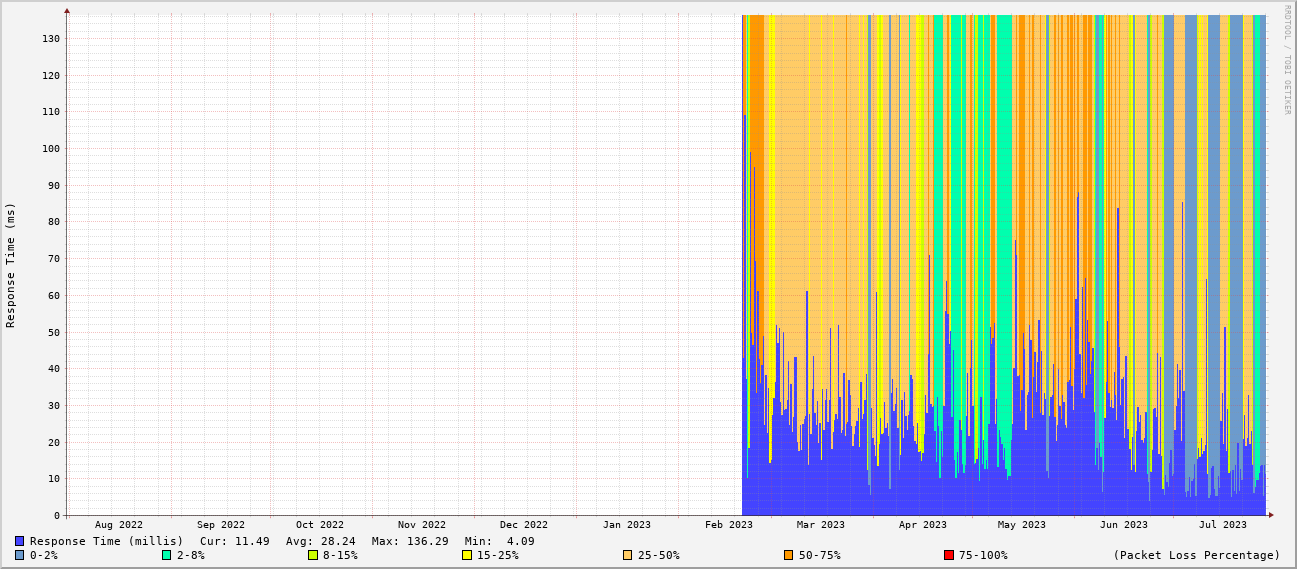 RRDTOOL / TOBI OETIKER
Response Time (ms)
130
120
110
100
90
80
70
60
50
40
30
20
10
0
Aug 2022 Sep 2022 Oct 2022 Nov 2022 Dec 2022 Jan 2023 Feb 2023 Mar 2023 Apr 2023 May 2023 Jun 2023 Jul 2023
Response Time (millis) Cur: 11.49 Avg: 28.24 Max: 136.29 Min: 4.09
0-2% 2-8% 8-15% 15-25% 25-50% 50-75% 75-100% (Packet Loss Percentage)